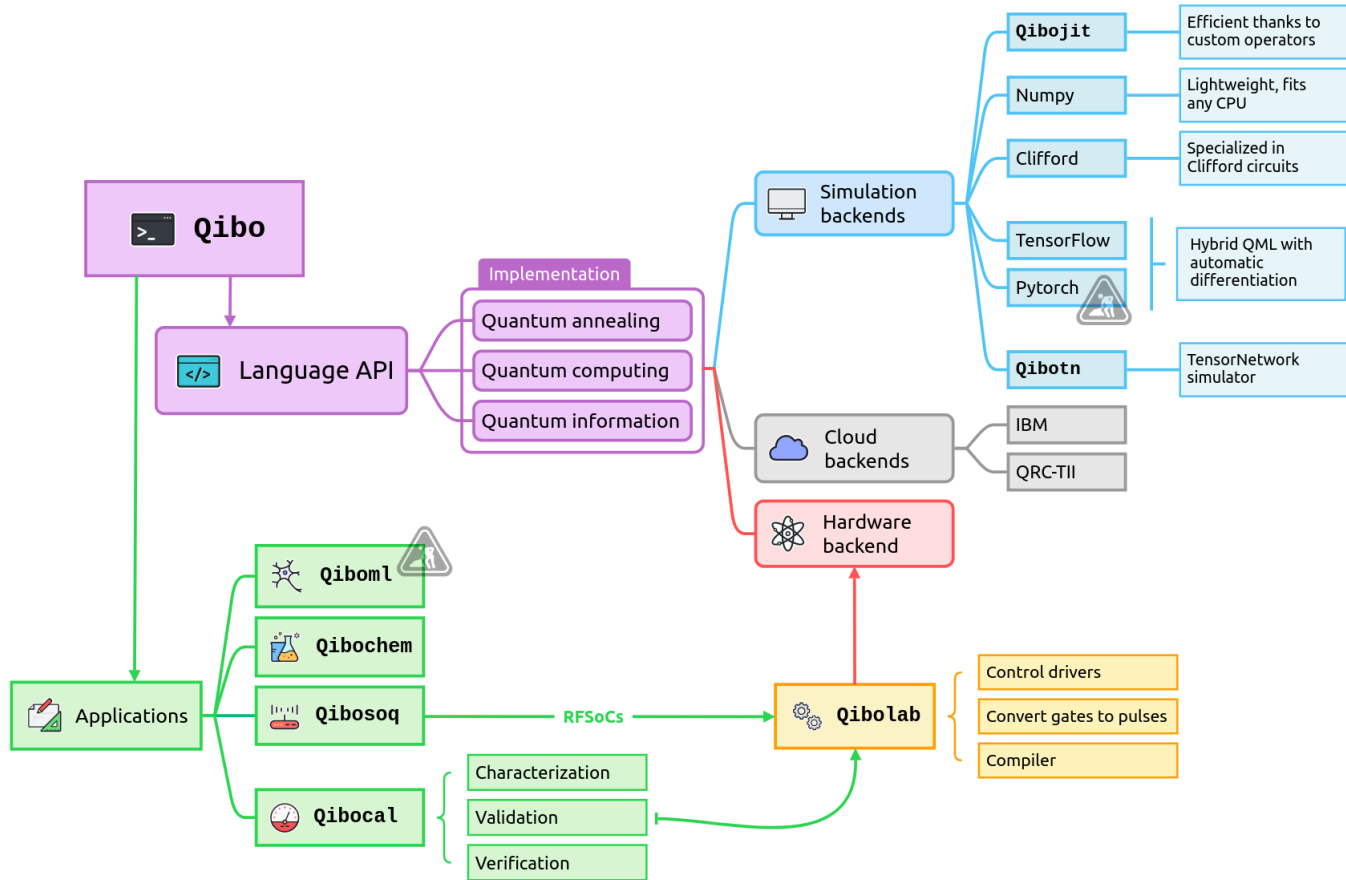 Qibo
Language API
Implementation
Quantum annealing
Quantum computing
Quantum information
Simulation
backends
Qibojit
Efficient thanks to
custom operators
Numpy
Lightweight, fits
any CPU
Clifford
Specialized in
Clifford circuits
TensorFlow
Pytorch
Hybrid QML with
automatic
differentiation
Qibotn
TensorNetwork
simulator
Cloud
backends
IBM
QRC-TII
Hardware
backend
Applications
Qiboml
Qibochem
Qibosoq
RFSoCs
Qibolab
Control drivers
Convert gates to pulses
Compiler
Qibocal
Characterization
Validation
Verification